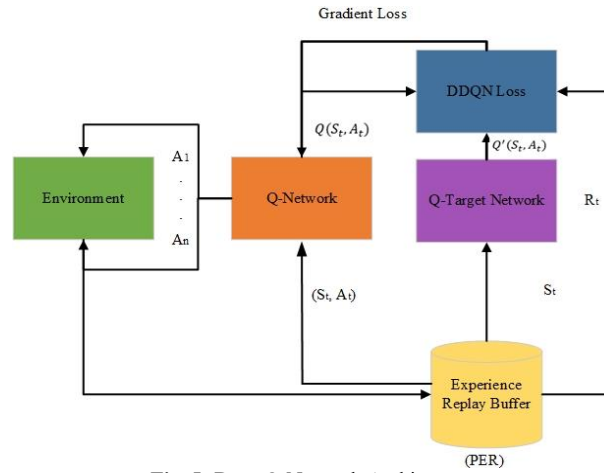 Gradient Loss
DDQN Loss
Q(Sₜ, Aₜ)
Q′(Sₜ, Aₜ)
A1
.
.
.
.
An
Environment
Q-Network
Q-Target Network
Rt
(St, At)
St
Experience
Replay Buffer
(PER)